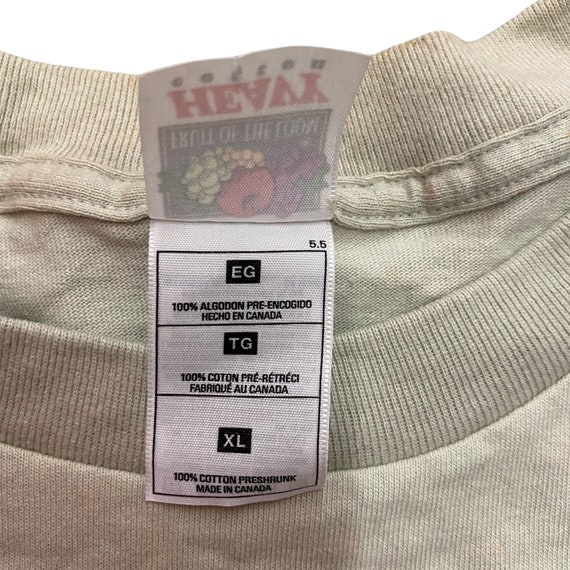 cotton
HEAVY
FRUIT OF THE LOOM
®
5.5
EG
100% ALGODON PRE-ENCOGIDO
HECHO EN CANADA
TG
100% COTON PRÉ-RÉTRÉCI
FABRIQUÉ AU CANADA
XL
100% COTTON PRESHRUNK
MADE IN CANADA